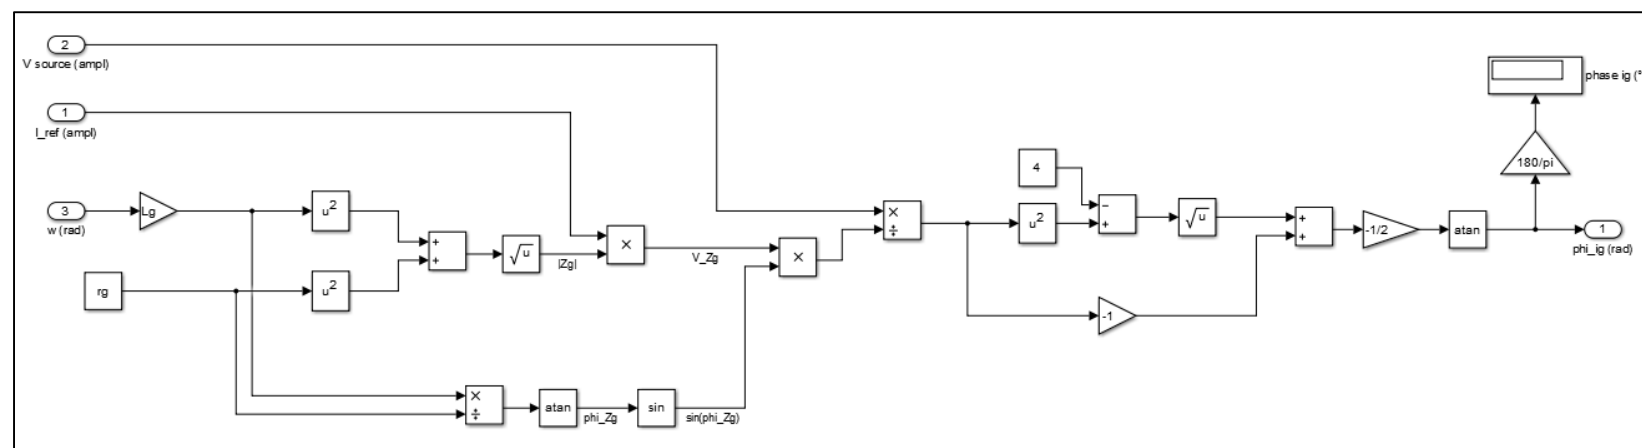 2
V source (ampl)
phase ig (°
1
I_ref (ampl)
180/pi
4
3
w (rad)
Lg
u²
+
+
√u
|Zg|
×
V_Zg
×
×
÷
u²
−
+
√u
+
+
-1/2
atan
1
phi_ig (rad)
rg
u²
-1
×
÷
atan
phi_Zg
sin
sin(phi_Zg)